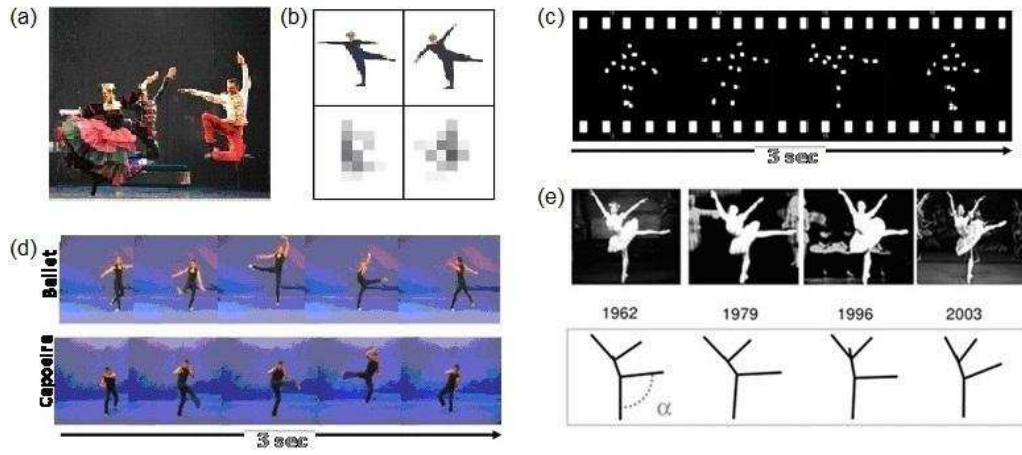 (a)
(b)
(c)
3 sec
(d)
Ballet
Capoeira
3 sec
(e)
1962 1979 1996 2003
α